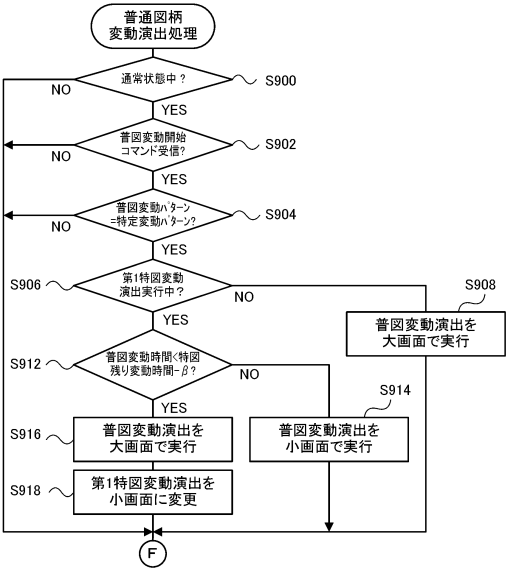 普通図柄
変動演出処理
通常状態中？
S900
NO
YES
普図変動開始
コマンド受信?
S902
NO
YES
普図変動ﾊﾟﾀｰﾝ
=特定変動パターン?
S904
NO
YES
S906
第1特図変動
演出実行中？
NO
S908
YES
普図変動演出を
大画面で実行
S912
普図変動時間<特図
残り変動時間-β?
NO
YES
S914
S916
普図変動演出を
大画面で実行
普図変動演出を
小画面で実行
S918
第1特図変動演出を
小画面に変更
F